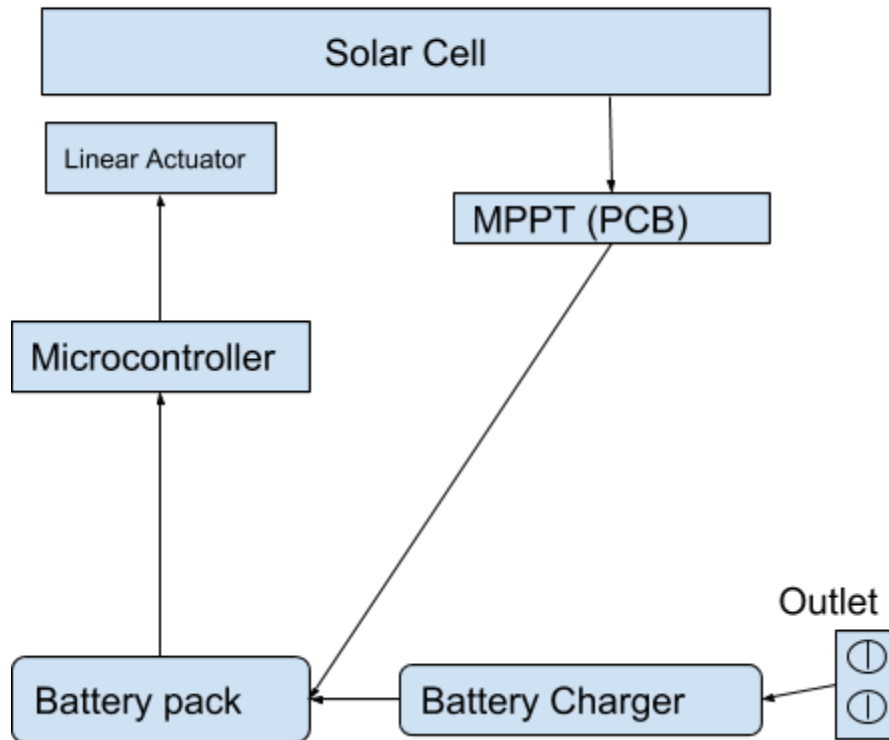 Solar Cell
Linear Actuator
MPPT (PCB)
Microcontroller
Outlet
Battery pack
Battery Charger